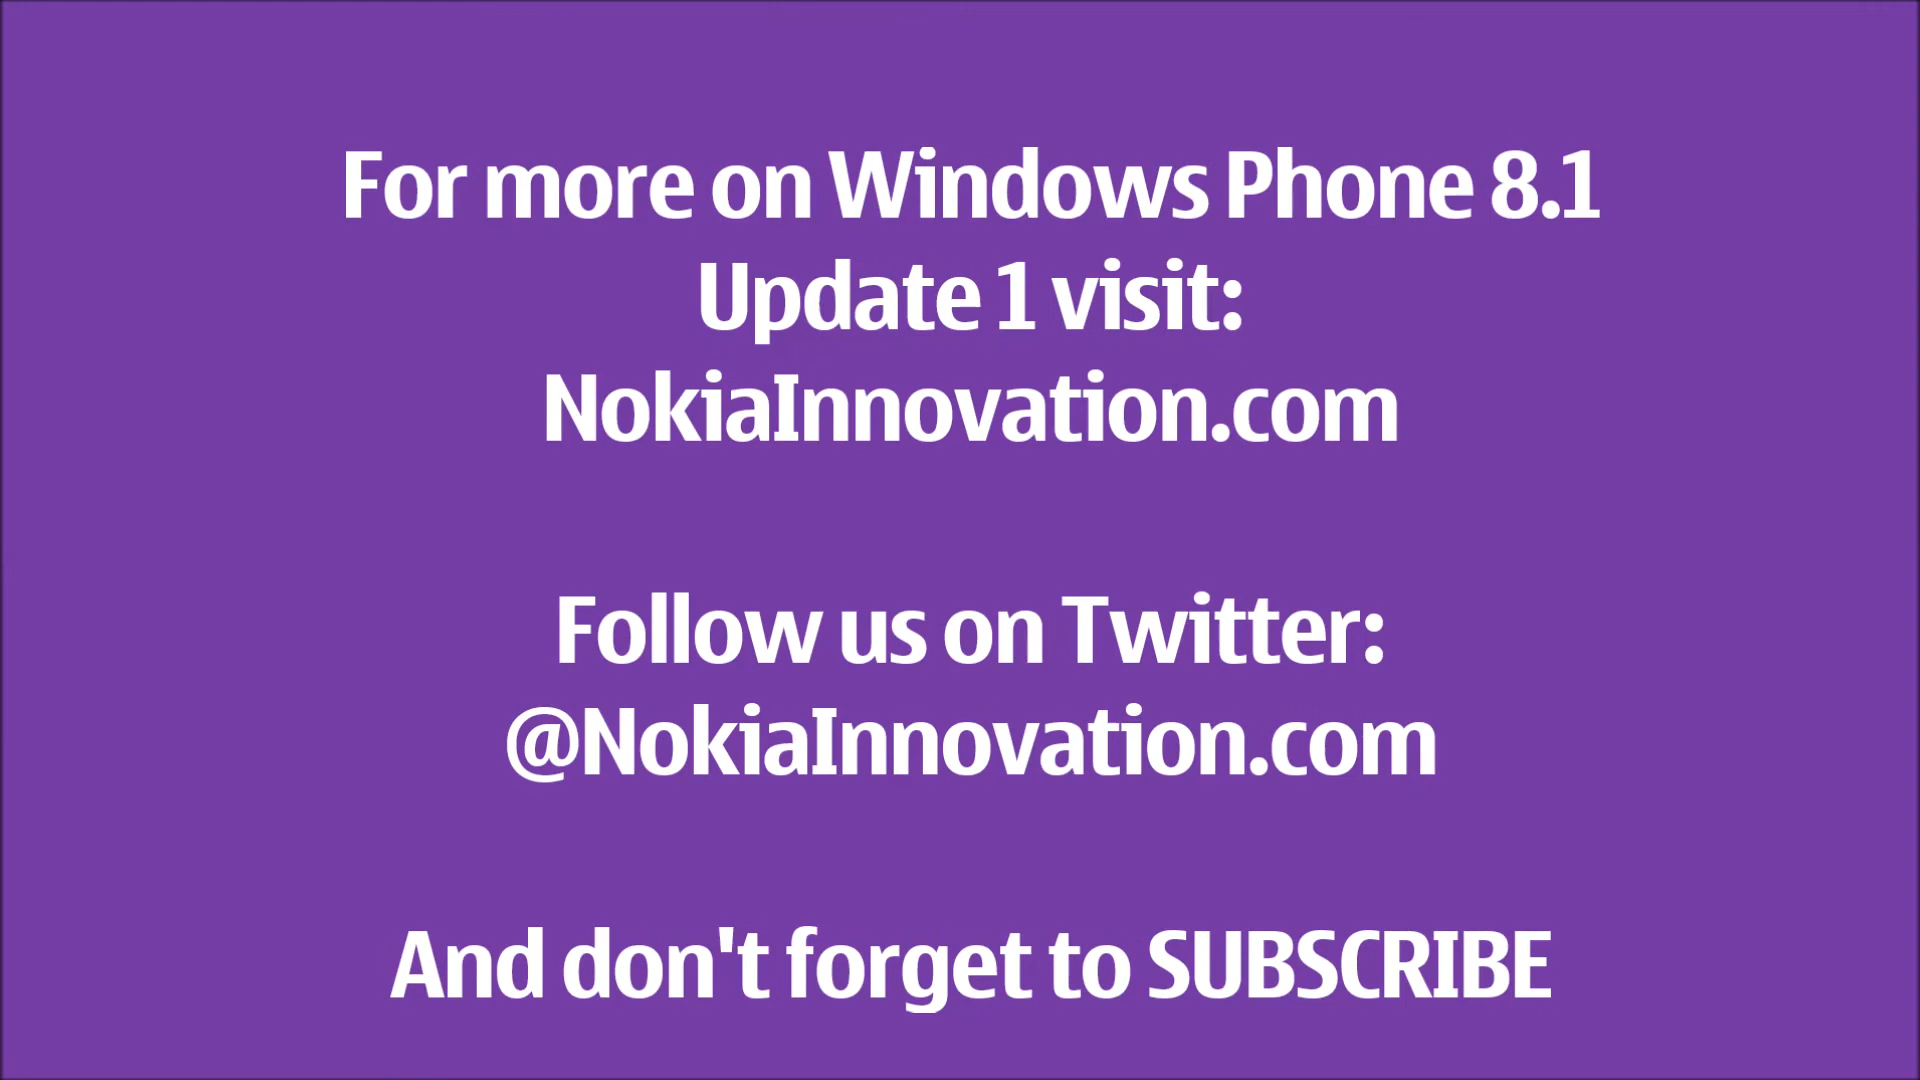 For more on Windows Phone 8.1
Update 1 visit:
NokiaInnovation.com
Follow us on Twitter:
@NokiaInnovation.com
And don't forget to SUBSCRIBE